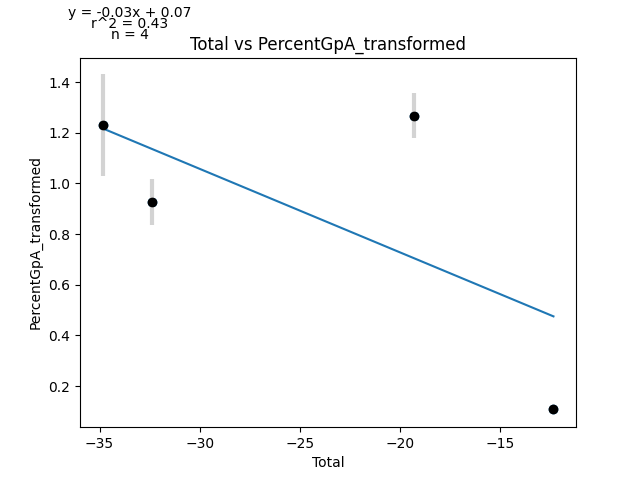 y = -0.03x + 0.07
r^2 = 0.43
n = 4
Total vs PercentGpA_transformed
PercentGpA_transformed
1.4
1.2
1.0
0.8
0.6
0.4
0.2
−35
−30
−25
−20
−15
Total